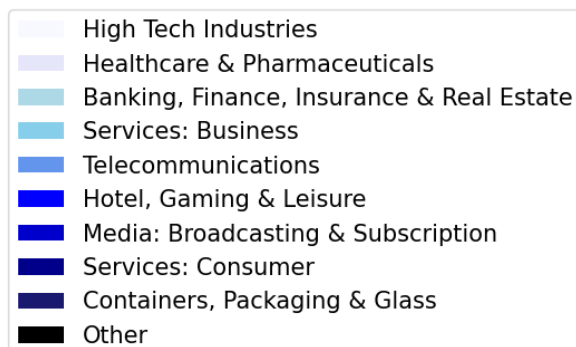 High Tech Industries
Healthcare & Pharmaceuticals
Banking, Finance, Insurance & Real Estate
Services: Business
Telecommunications
Hotel, Gaming & Leisure
Media: Broadcasting & Subscription
Services: Consumer
Containers, Packaging & Glass
Other